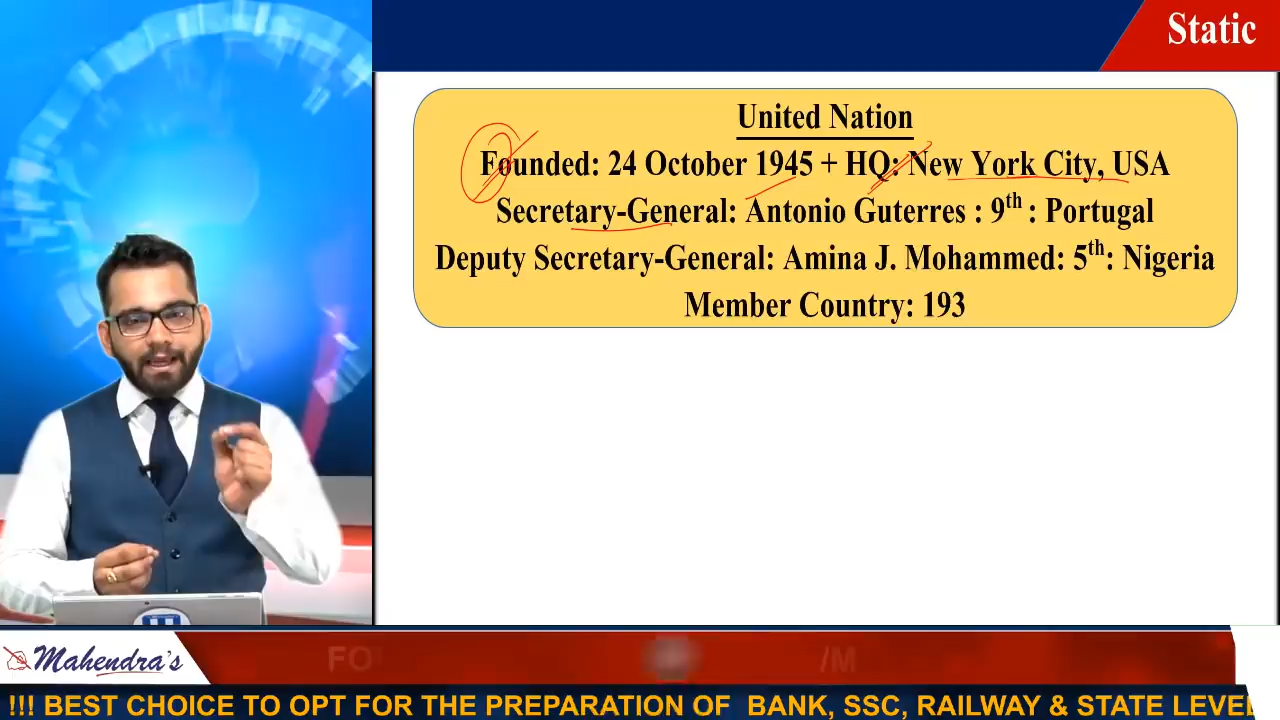 Static
United Nation
Founded: 24 October 1945 + HQ: New York City, USA
Secretary-General: Antonio Guterres : 9th : Portugal
Deputy Secretary-General: Amina J. Mohammed: 5th: Nigeria
Member Country: 193
Mahendra's
FO
/M
!!! BEST CHOICE TO OPT FOR THE PREPARATION OF BANK, SSC, RAILWAY & STATE LEVEL